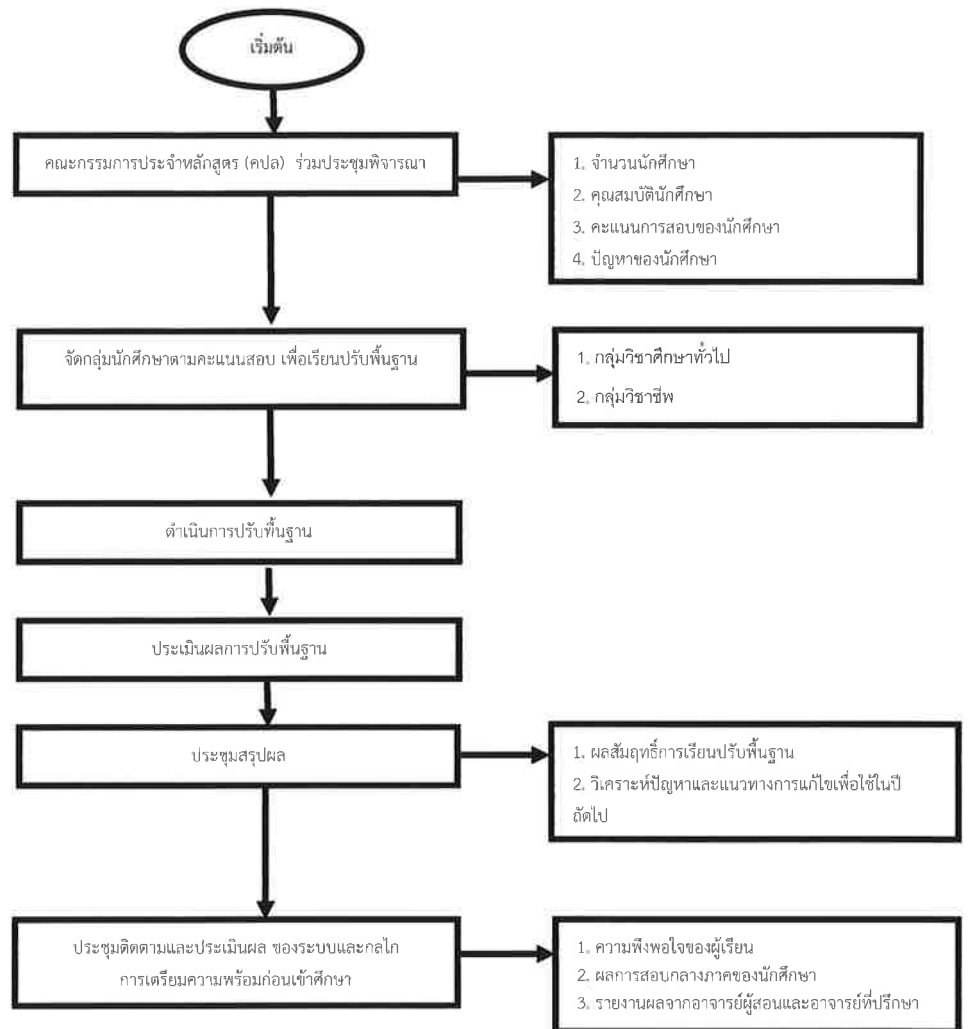 เริ่มต้น
คณะกรรมการประจำหลักสูตร (คปล) ร่วมประชุมพิจารณา
1. จำนวนนักศึกษา
2. คุณสมบัตินักศึกษา
3. คะแนนการสอบของนักศึกษา
4. ปัญหาของนักศึกษา
จัดกลุ่มนักศึกษาตามคะแนนสอบ เพื่อเรียนปรับพื้นฐาน
1. กลุ่มวิชาศึกษาทั่วไป
2. กลุ่มวิชาชีพ
ดำเนินการปรับพื้นฐาน
ประเมินผลการปรับพื้นฐาน
ประชุมสรุปผล
1. ผลสัมฤทธิ์การเรียนปรับพื้นฐาน
2. วิเคราะห์ปัญหาและแนวทางการแก้ไขเพื่อใช้ในปี
ถัดไป
ประชุมติดตามและประเมินผล ของระบบและกลไก
การเตรียมความพร้อมก่อนเข้าศึกษา
1. ความพึงพอใจของผู้เรียน
2. ผลการสอบกลางภาคของนักศึกษา
3. รายงานผลจากอาจารย์ผู้สอนและอาจารย์ที่ปรึกษา